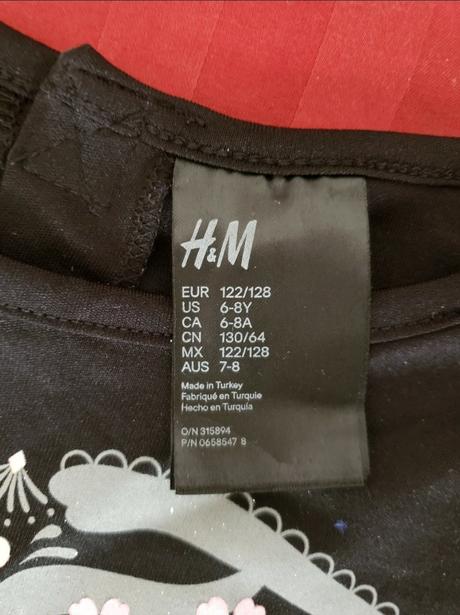 H&M
EUR 122/128
US 6-8Y
CA 6-8A
CN 130/64
MX 122/128
AUS 7-8
Made in Turkey
Fabriqué en Turquie
Hecho en Turquía
O/N 315894
P/N 0658547 8